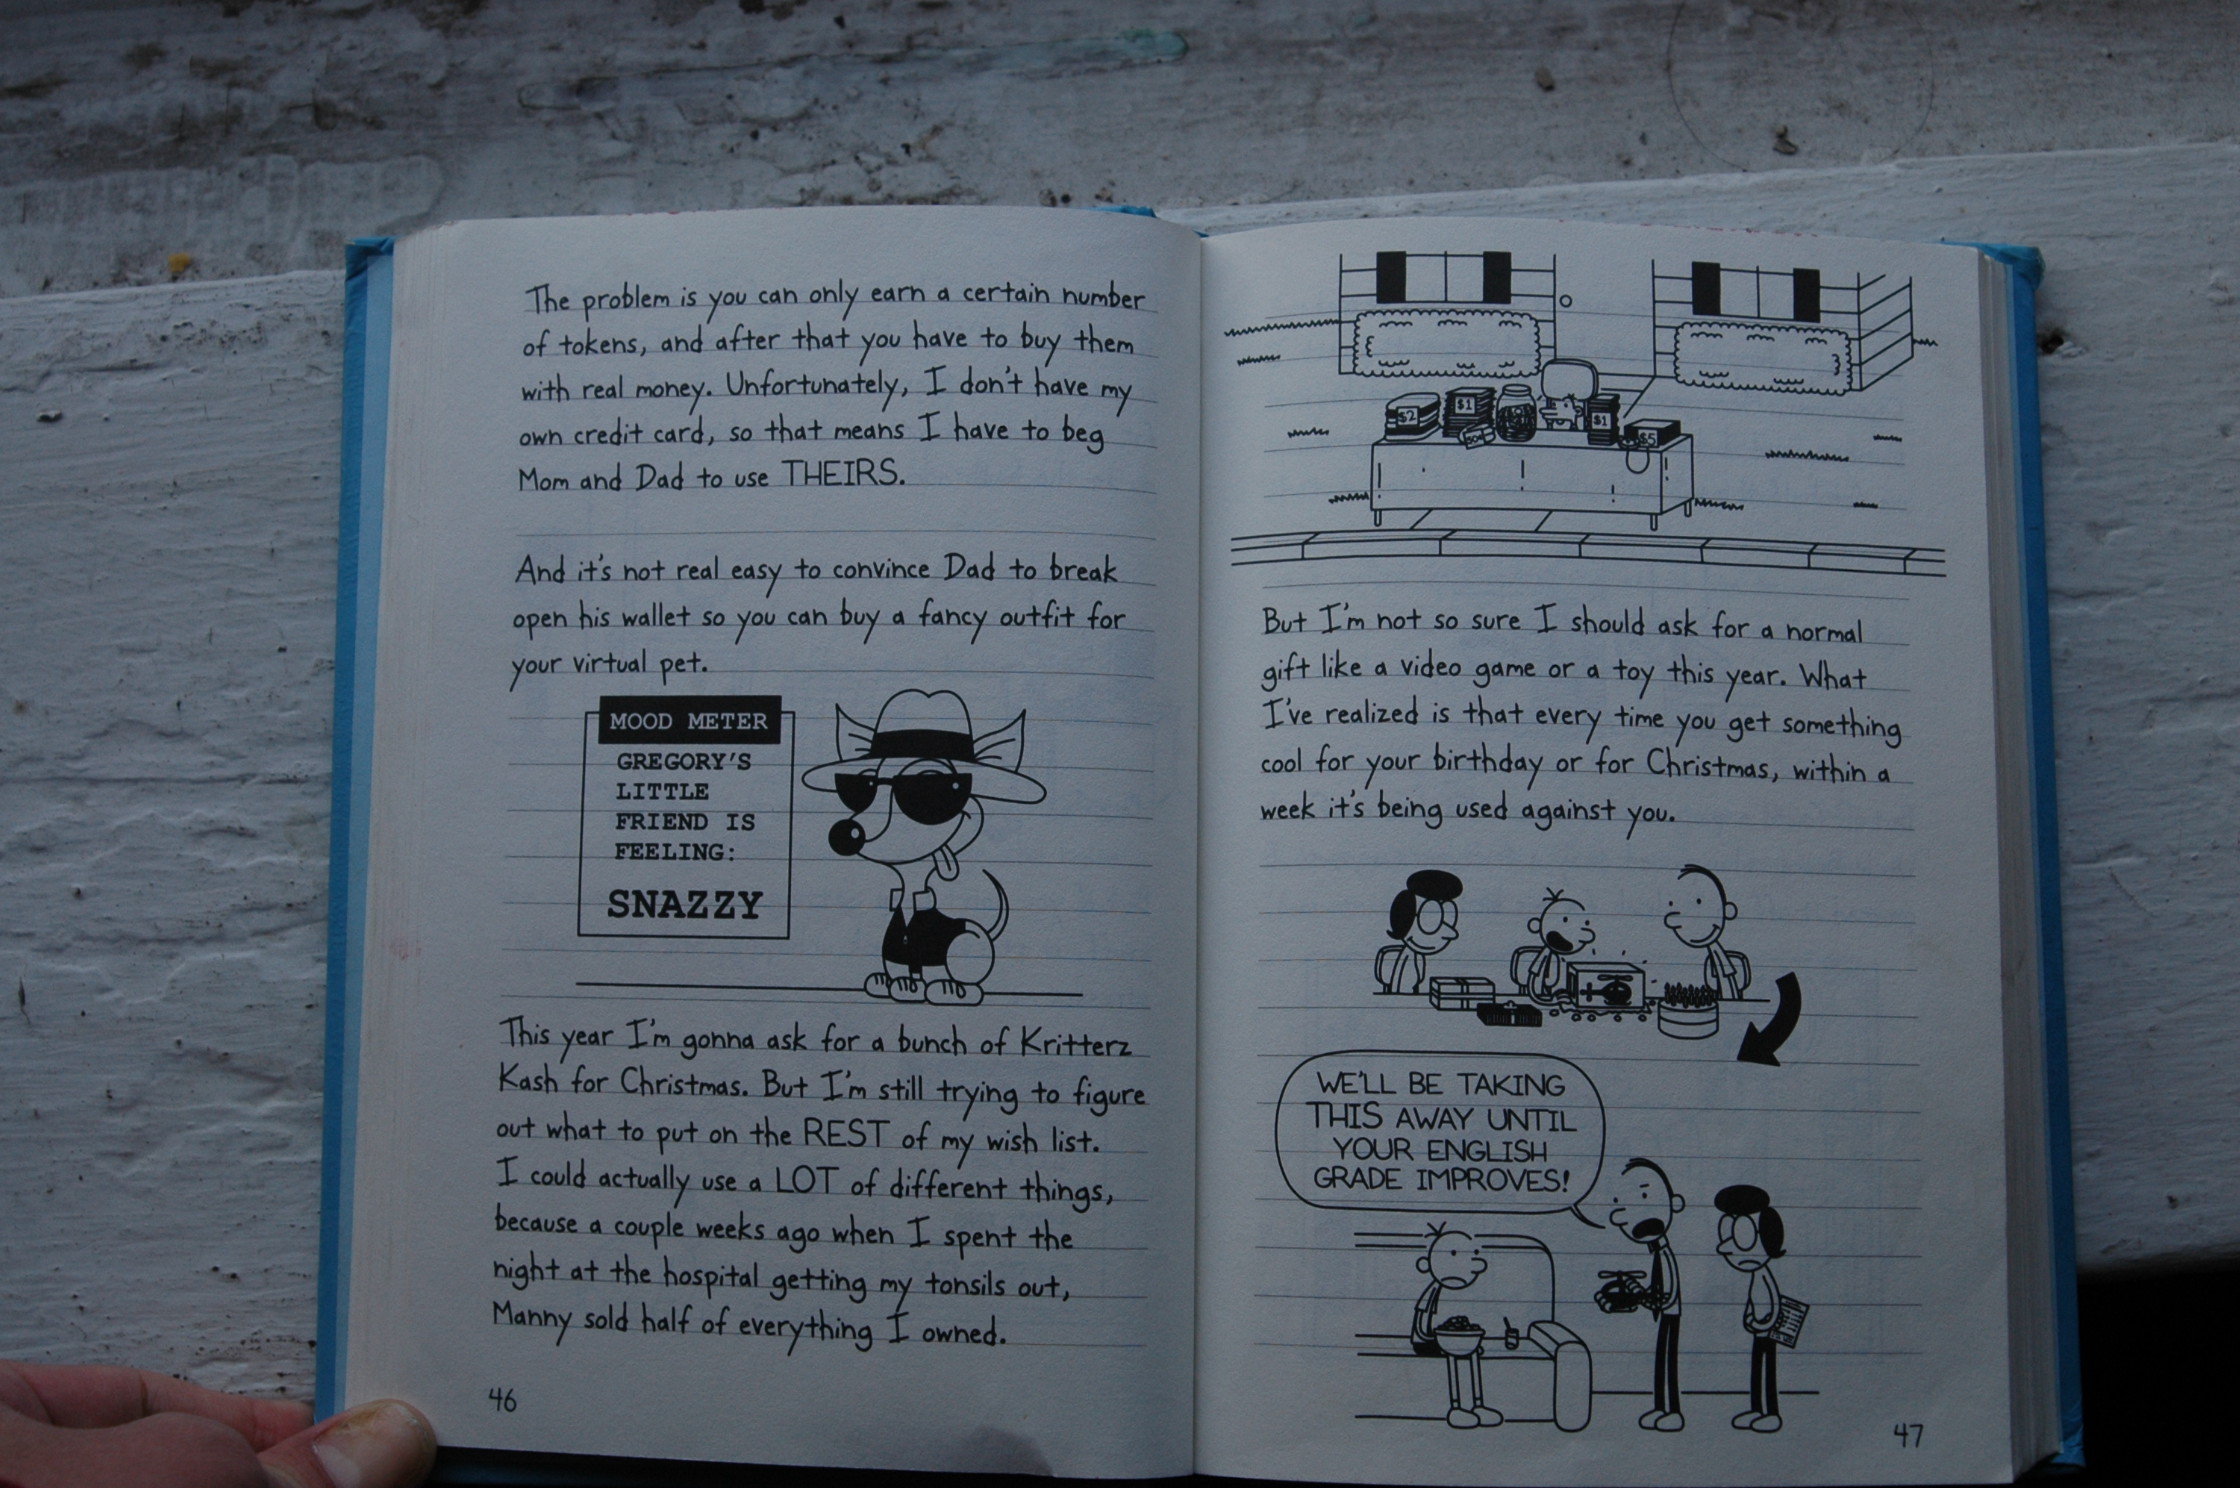 The problem is you can only earn a certain number
of tokens, and after that you have to buy them
with real money. Unfortunately, I don't have my
own credit card, so that means I have to beg
Mom and Dad to use THEIRS.
And it's not real easy to convince Dad to break
open his wallet so you can buy a fancy outfit for
your virtual pet.
MOOD METER
GREGORY'S
LITTLE
FRIEND IS
FEELING:
SNAZZY
This year I'm gonna ask for a bunch of Kritterz
Kash for Christmas. But I'm still trying to figure
out what to put on the REST of my wish list.
I could actually use a LOT of different things,
because a couple weeks ago when I spent the
night at the hospital getting my tonsils out,
Manny sold half of everything I owned.
46
$2
$1
$1
$5
But I'm not so sure I should ask for a normal
gift like a video game or a toy this year. What
I've realized is that every time you get something
cool for your birthday or for Christmas, within a
week it's being used against you.
WE'LL BE TAKING
THIS AWAY UNTIL
YOUR ENGLISH
GRADE IMPROVES!
47